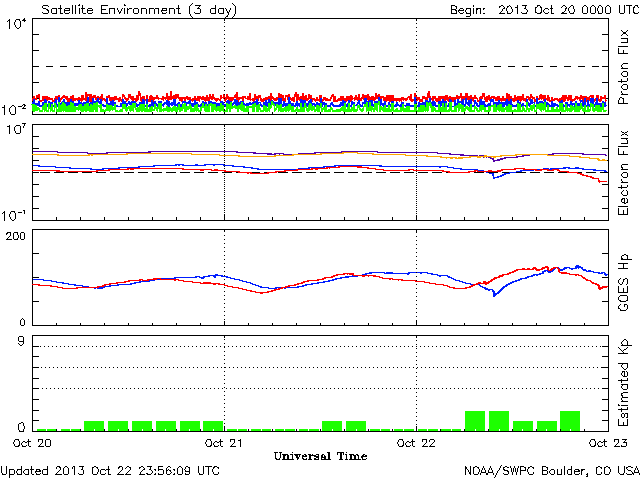 Satellite Environment (3 day) Begin: 2013 Oct 20 0000 UTC
10⁴
10⁻²
Proton Flux
10⁷
10⁻¹
Electron Flux
200
0
GOES Hp
9
0
Estimated Kp
Oct 20 Oct 21 Oct 22 Oct 23
Universal Time
Updated 2013 Oct 22 23:56:09 UTC NOAA/SWPC Boulder, CO USA